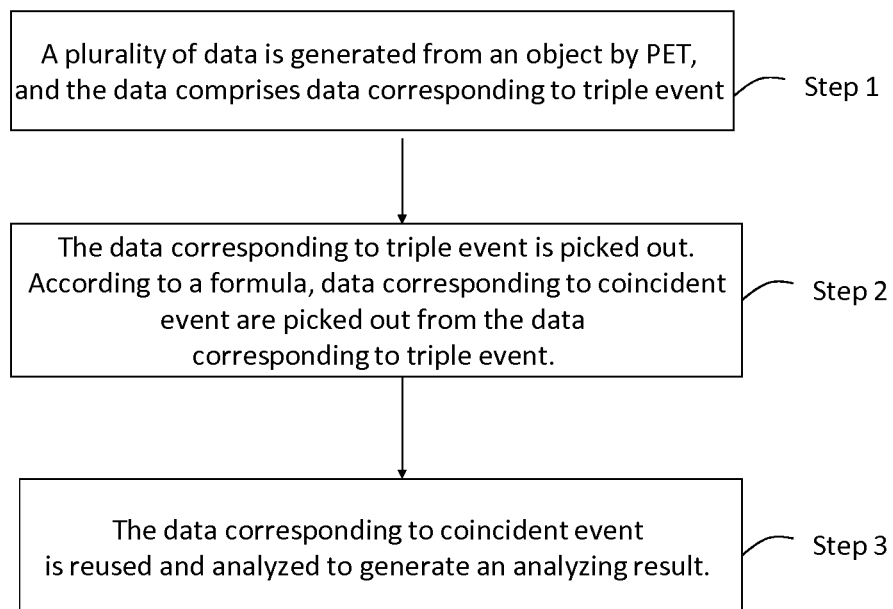 A plurality of data is generated from an object by PET,
and the data comprises data corresponding to triple event
Step 1
The data corresponding to triple event is picked out.
According to a formula, data corresponding to coincident
event are picked out from the data
corresponding to triple event.
Step 2
The data corresponding to coincident event
is reused and analyzed to generate an analyzing result.
Step 3